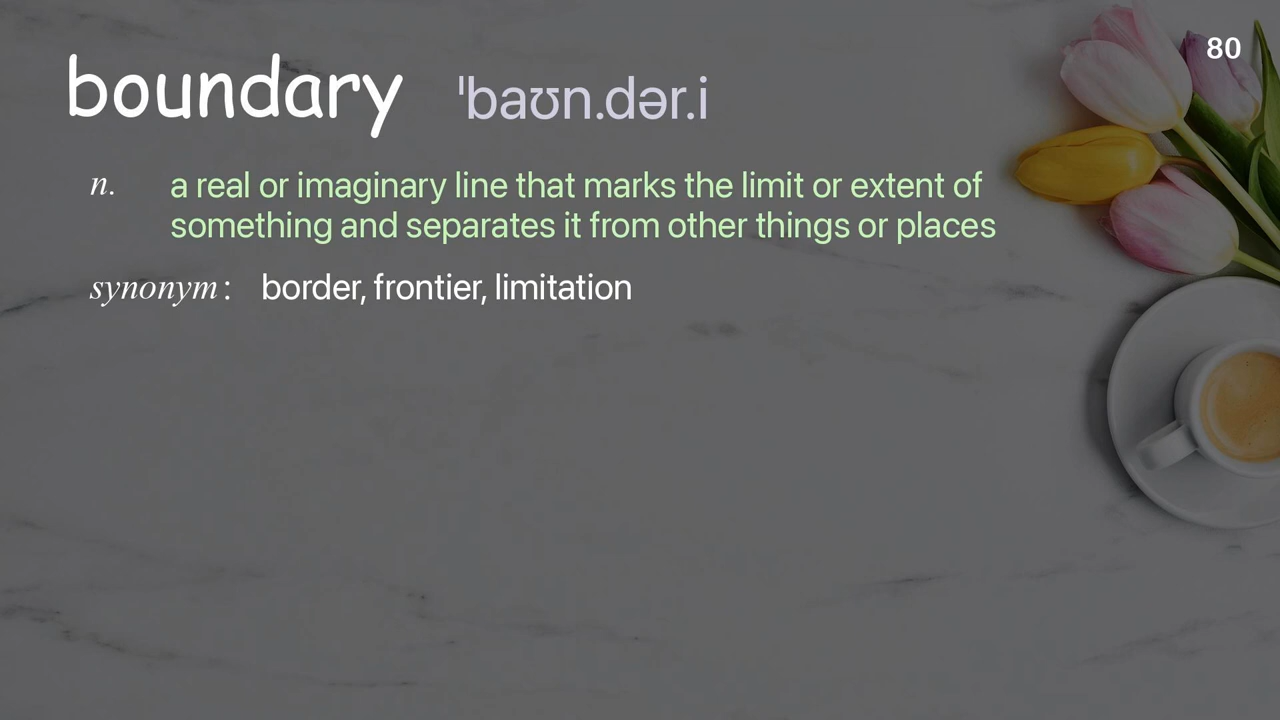 80
boundary ˈbaʊn.dər.i
n. a real or imaginary line that marks the limit or extent of
something and separates it from other things or places
synonym: border, frontier, limitation